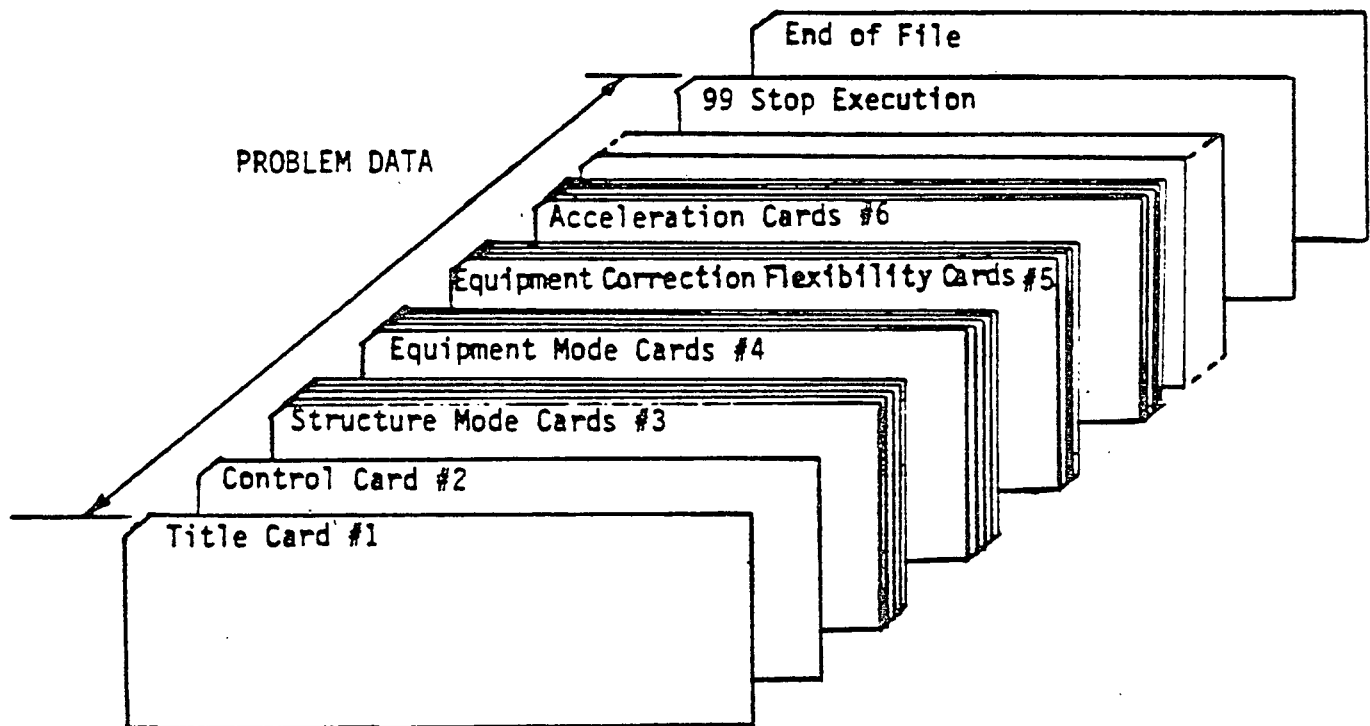 End of File
99 Stop Execution
PROBLEM DATA
Acceleration Cards #6
Equipment Correction Flexibility Cards #5
Equipment Mode Cards #4
Structure Mode Cards #3
Control Card #2
Title Card #1